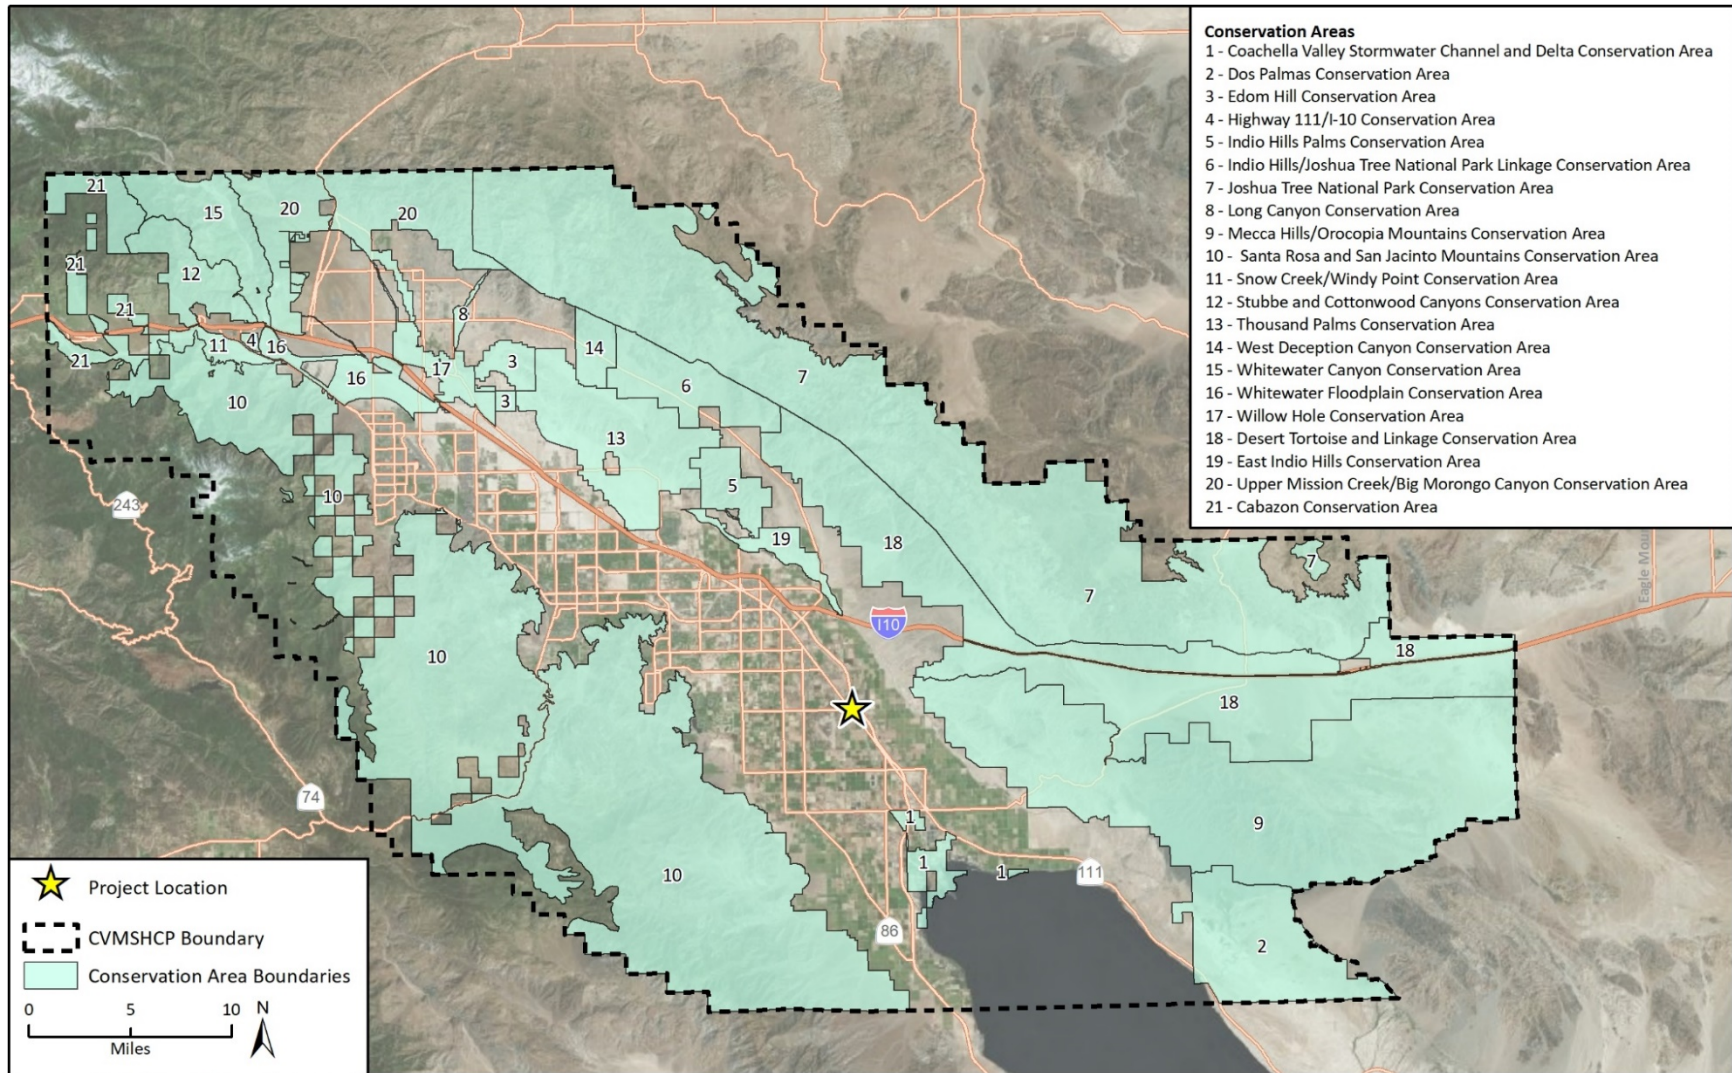 Conservation Areas
1 - Coachella Valley Stormwater Channel and Delta Conservation Area
2 - Dos Palmas Conservation Area
3 - Edom Hill Conservation Area
4 - Highway 111/I-10 Conservation Area
5 - Indio Hills Palms Conservation Area
6 - Indio Hills/Joshua Tree National Park Linkage Conservation Area
7 - Joshua Tree National Park Conservation Area
8 - Long Canyon Conservation Area
9 - Mecca Hills/Orocopia Mountains Conservation Area
10 - Santa Rosa and San Jacinto Mountains Conservation Area
11 - Snow Creek/Windy Point Conservation Area
12 - Stubbe and Cottonwood Canyons Conservation Area
13 - Thousand Palms Conservation Area
14 - West Deception Canyon Conservation Area
15 - Whitewater Canyon Conservation Area
16 - Whitewater Floodplain Conservation Area
17 - Willow Hole Conservation Area
18 - Desert Tortoise and Linkage Conservation Area
19 - East Indio Hills Conservation Area
20 - Upper Mission Creek/Big Morongo Canyon Conservation Area
21 - Cabazon Conservation Area
21
15
20
20
21
12
21
8
11
4
16
21
17
3
14
16
3
6
7
10
13
5
10
243
19
18
7
7
I10
18
10
18
74
1
9
1
1
111
10
86
2
Eagle Mou
Project Location
CVMSHCP Boundary
Conservation Area Boundaries
0 5 10
Miles
N